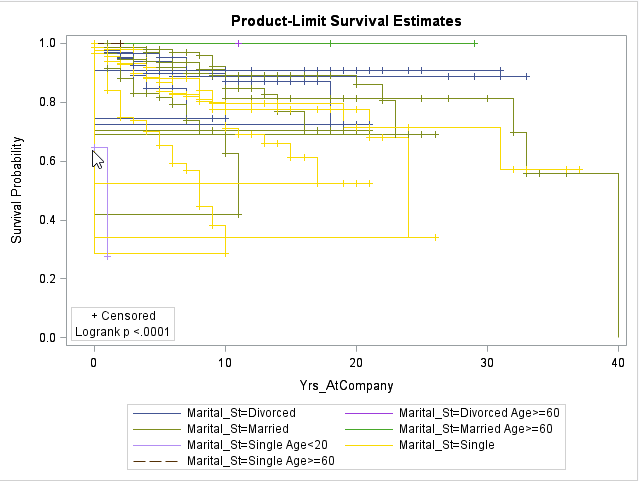 Product-Limit Survival Estimates
1.0
0.8
0.6
0.4
0.2
0.0
Survival Probability
+ Censored
Logrank p <.0001
0 10 20 30 40
Yrs_AtCompany
Marital_St=Divorced Marital_St=Divorced Age>=60
Marital_St=Married Marital_St=Married Age>=60
Marital_St=Single Age<20 Marital_St=Single
Marital_St=Single Age>=60